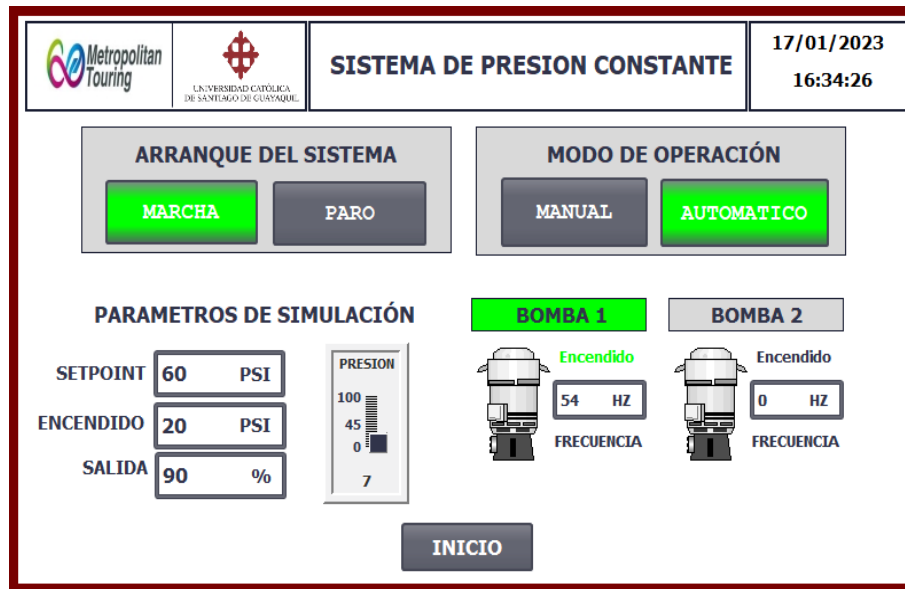 Metropolitan
Touring
UNIVERSIDAD CATÓLICA
DE SANTIAGO DE GUAYAQUIL
SISTEMA DE PRESION CONSTANTE
17/01/2023
16:34:26
ARRANQUE DEL SISTEMA
MARCHA
PARO
MODO DE OPERACIÓN
MANUAL
AUTOMATICO
PARAMETROS DE SIMULACIÓN
SETPOINT 60 PSI
ENCENDIDO 20 PSI
SALIDA 90 %
PRESION
100
45
0
7
BOMBA 1
Encendido
54 HZ
FRECUENCIA
BOMBA 2
Encendido
0 HZ
FRECUENCIA
INICIO